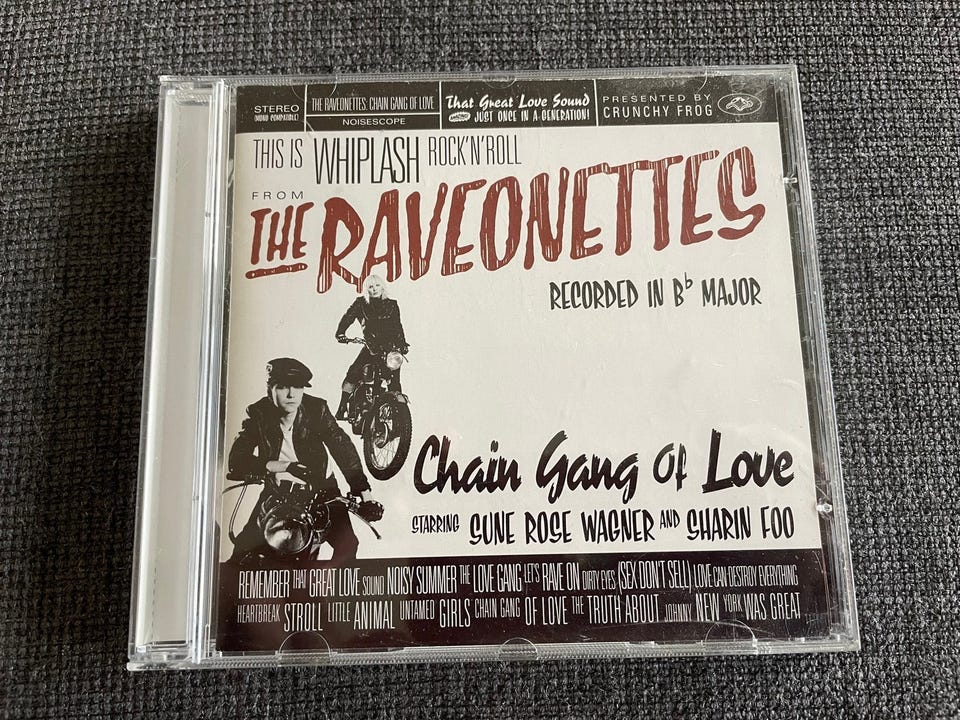 STEREO
(MONO COMPATIBLE)
THE RAVEONETTES: CHAIN GANG OF LOVE
NOISESCOPE
That Great Love Sound
JUST ONCE IN A GENERATION!
PRESENTED BY
CRUNCHY FROG
THIS IS WHIPLASH ROCK'N'ROLL
FROM
THE RAVEONETTES
RECORDED IN B♭ MAJOR
Chain Gang Of Love
STARRING SUNE ROSE WAGNER AND SHARIN FOO
REMEMBER THAT GREAT LOVE SOUND NOISY SUMMER THE LOVE GANG LET'S RAVE ON DIRTY EYES (SEX DON'T SELL) LOVE CAN DESTROY EVERYTHING
HEARTBREAK STROLL LITTLE ANIMAL UNTAMED GIRLS CHAIN GANG OF LOVE THE TRUTH ABOUT JOHNNY NEW YORK WAS GREAT